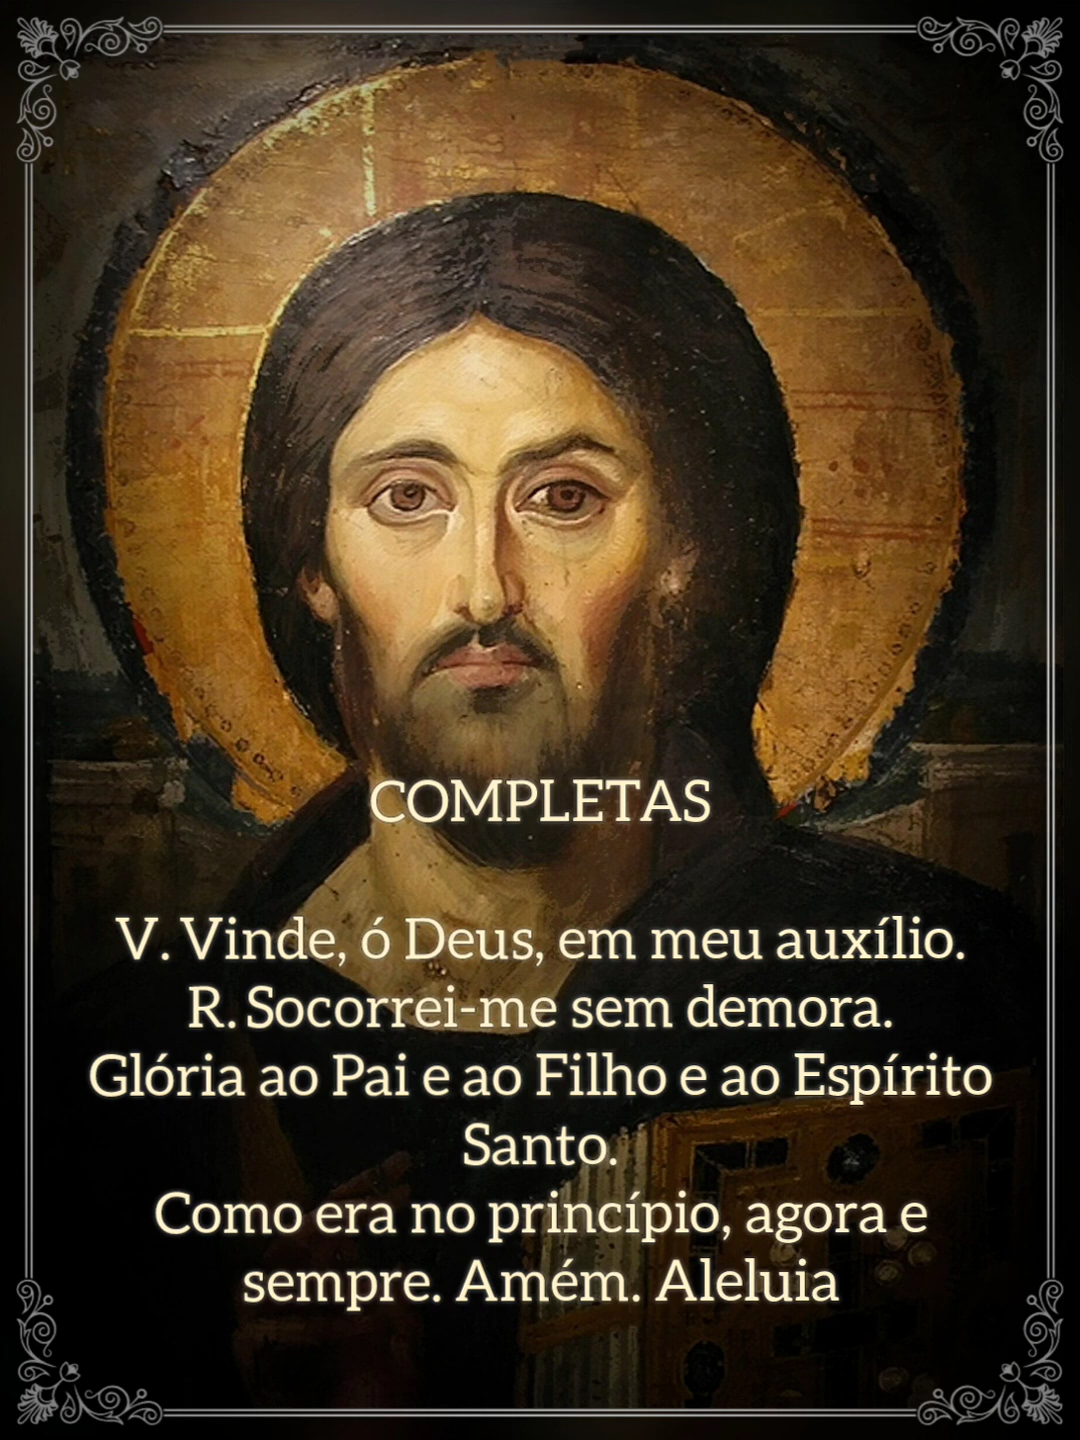 COMPLETAS
V. Vinde, ó Deus, em meu auxílio.
R. Socorrei-me sem demora.
Glória ao Pai e ao Filho e ao Espírito
Santo.
Como era no princípio, agora e
sempre. Amém. Aleluia